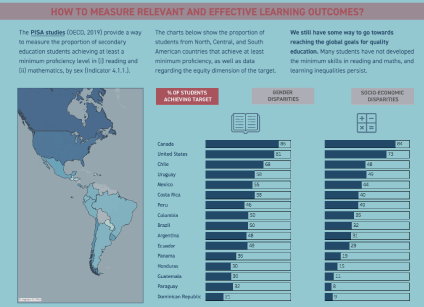 HOW TO MEASURE RELEVANT AND EFFECTIVE LEARNING OUTCOMES?
The PISA studies (OECD, 2019) provide a way
to measure the proportion of secondary
education students achieving at least a
minimum proficiency level in (i) reading and
(ii) mathematics, by sex (Indicator 4.1.1.).
The charts below show the proportion of
students from North, Central, and South
American countries that achieve at least
minimum proficiency, as well as data
regarding the equity dimension of the target.
We still have some way to go towards
reaching the global goals for quality
education. Many students have not developed
the minimum skills in reading and maths, and
learning inequalities persist.
% OF STUDENTS
ACHIEVING TARGET
GENDER
DISPARITIES
SOCIO-ECONOMIC
DISPARITIES
Canada 84
United States 81 73
Chile 68 48
Uruguay 58 49
Mexico 55 44
Costa Rica 58 40
Peru 46
Colombia 50 35
Brazil 50 32
Argentina 48 31
Ecuador 49 29
Panama 36 19
Honduras 30 15
Guatemala 30 11
Paraguay 32 8
Dominican Republic 21 9